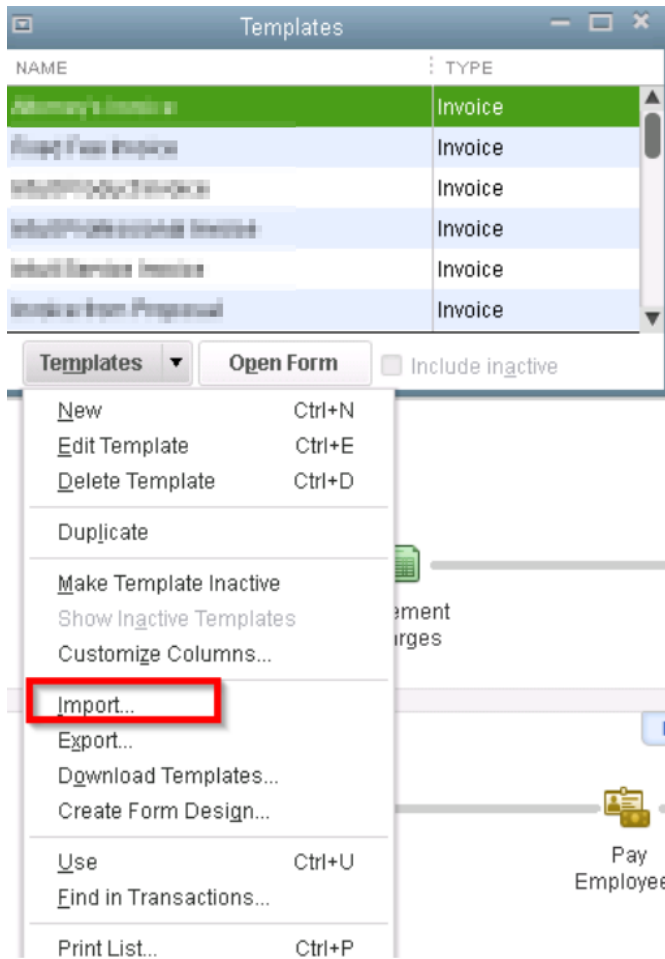 Templates
NAME TYPE
Invoice
Invoice
Invoice
Invoice
Invoice
Invoice
Templates Open Form Include inactive
New Ctrl+N
Edit Template Ctrl+E
Delete Template Ctrl+D
Duplicate
Make Template Inactive
Show Inactive Templates
Customize Columns...
Import...
Export...
Download Templates...
Create Form Design...
Use Ctrl+U
Find in Transactions...
Print List... Ctrl+P
ement
rges
Pay
Employee